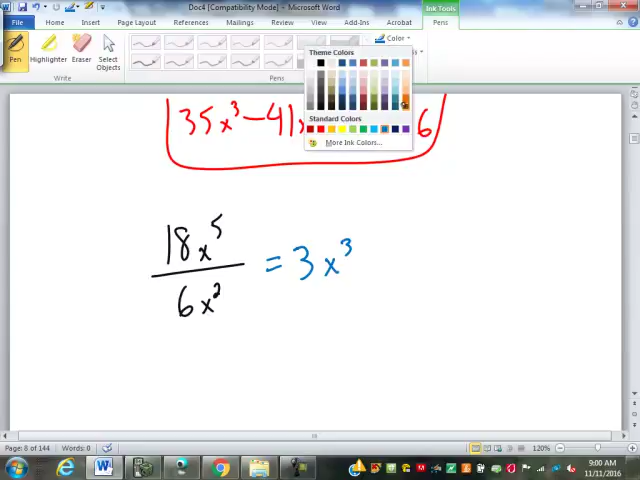 Doc4 [Compatibility Mode] - Microsoft Word
Ink Tools
File Home Insert Page Layout References Mailings Review View Add-Ins Acrobat Pens
Pen Highlighter Eraser Select Objects
Color
Write
Pens
Theme Colors
Standard Colors
More Ink Colors...
35x³ - 41x
6
18x⁵
6x²
= 3x³
Page: 8 of 144 Words: 0
120%
9:00 AM
11/11/2016